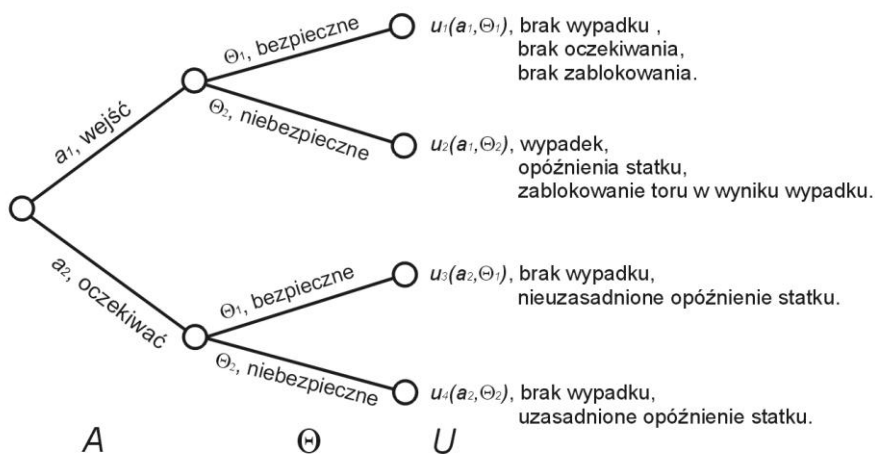 Θ₁, bezpieczne
u₁(a₁,Θ₁), brak wypadku ,
brak oczekiwania,
brak zablokowania.
a₁, wejść
Θ₂, niebezpieczne
u₂(a₁,Θ₂), wypadek,
opóźnienia statku,
zablokowanie toru w wyniku wypadku.
a₂, oczekiwać
Θ₁, bezpieczne
u₃(a₂,Θ₁), brak wypadku,
nieuzasadnione opóźnienie statku.
Θ₂, niebezpieczne
u₄(a₂,Θ₂), brak wypadku,
uzasadnione opóźnienie statku.
A Θ U